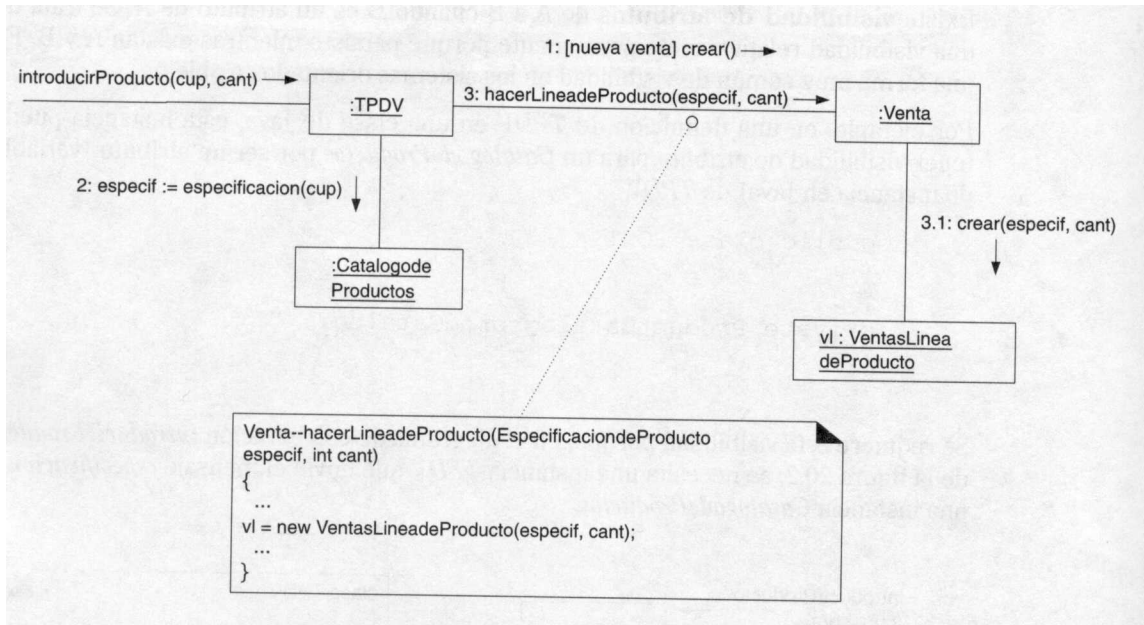 1: [nueva venta] crear()
introducirProducto(cup, cant)
:TPDV
3: hacerLineadeProducto(especif, cant)
:Venta
2: especif := especificacion(cup)
3.1: crear(especif, cant)
:Catalogode
Productos
vl : VentasLinea
deProducto
Venta--hacerLineadeProducto(EspecificaciondeProducto
especif, int cant)
{
...
vl = new VentasLineadeProducto(especif, cant);
...
}